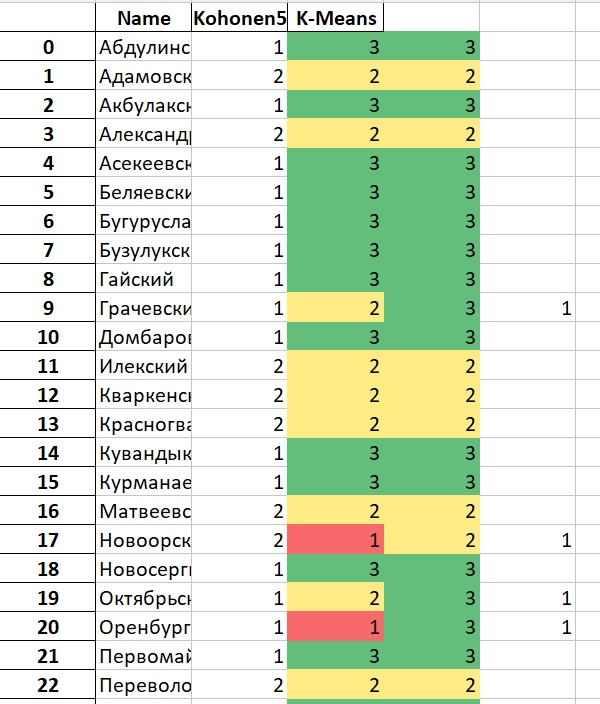 Name Kohonen5 K-Means
0 Абдулинс 1 3 3
1 Адамовск 2 2 2
2 Акбулакск 1 3 3
3 Александ 2 2 2
4 Асекеевск 1 3 3
5 Беляевски 1 3 3
6 Бугурусла 1 3 3
7 Бузулукск 1 3 3
8 Гайский 1 3 3
9 Грачевски 1 2 3 1
10 Домбаров 1 3 3
11 Илекский 2 2 2
12 Кваркенс 2 2 2
13 Красногва 2 2 2
14 Кувандык 1 3 3
15 Курманае 1 3 3
16 Матвеевс 2 2 2
17 Новоорск 2 1 2 1
18 Новосерги 1 3 3
19 Октябрьск 1 2 3 1
20 Оренбург 1 1 3 1
21 Первомай 1 3 3
22 Переволо 2 2 2